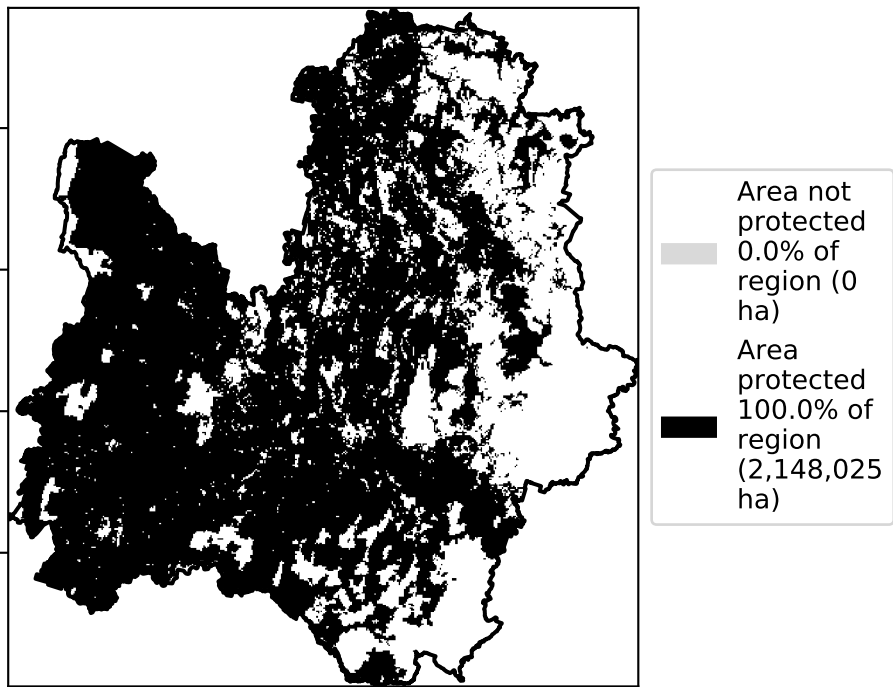 Area not
protected
0.0% of
region (0
ha)
Area
protected
100.0% of
region
(2,148,025
ha)